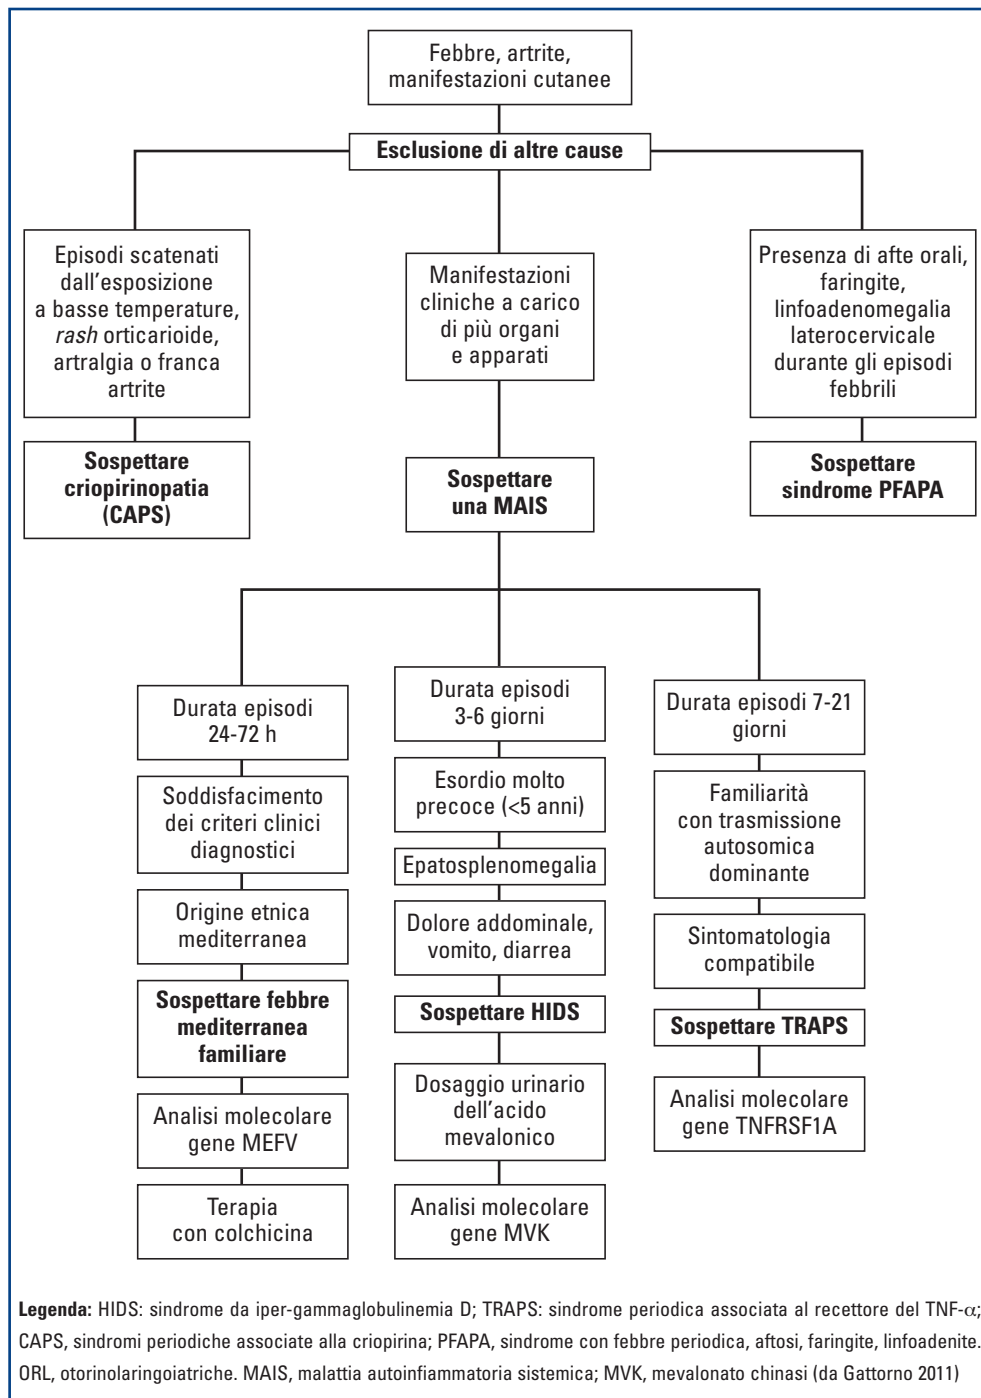 Febbre, artrite,
manifestazioni cutanee
Esclusione di altre cause
Episodi scatenati
dall'esposizione
a basse temperature,
rash orticarioide,
artralgia o franca
artrite
Sospettare
criopirinopatia
(CAPS)
Manifestazioni
cliniche a carico
di più organi
e apparati
Sospettare
una MAIS
Presenza di afte orali,
faringite,
linfoadenomegalia
laterocervicale
durante gli episodi
febbrili
Sospettare
sindrome PFAPA
Durata episodi
24-72 h
Soddisfacimento
dei criteri clinici
diagnostici
Origine etnica
mediterranea
Sospettare febbre
mediterranea
familiare
Analisi molecolare
gene MEFV
Terapia
con colchicina
Durata episodi
3-6 giorni
Esordio molto
precoce (<5 anni)
Epatosplenomegalia
Dolore addominale,
vomito, diarrea
Sospettare HIDS
Dosaggio urinario
dell'acido
mevalonico
Analisi molecolare
gene MVK
Durata episodi 7-21
giorni
Familiarità
con trasmissione
autosomica
dominante
Sintomatologia
compatibile
Sospettare TRAPS
Analisi molecolare
gene TNFRSF1A
Legenda: HIDS: sindrome da iper-gammaglobulinemia D; TRAPS: sindrome periodica associata al recettore del TNF-α;
CAPS, sindromi periodiche associate alla criopirina; PFAPA, sindrome con febbre periodica, aftosi, faringite, linfoadenite.
ORL, otorinolaringoiatriche. MAIS, malattia autoinfiammatoria sistemica; MVK, mevalonato chinasi (da Gattorno 2011)